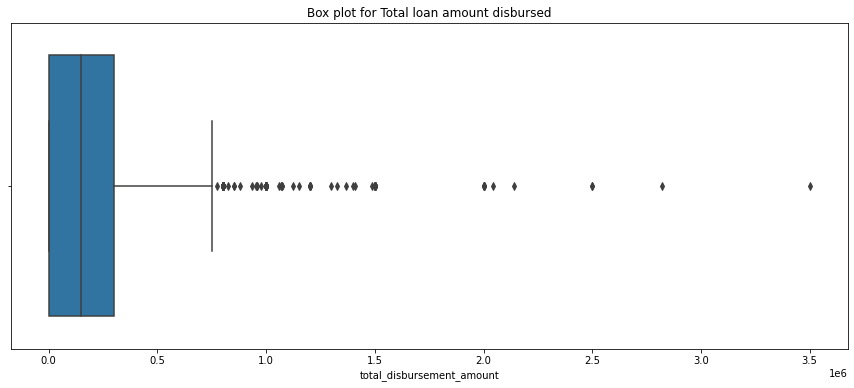 Box plot for Total loan amount disbursed
0.0 0.5 1.0 1.5 2.0 2.5 3.0 3.5
1e6
total_disbursement_amount